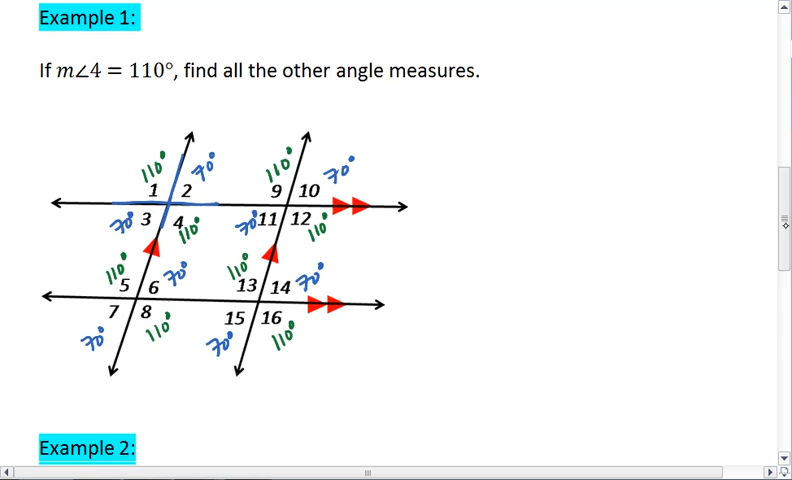 Example 1:
If m∠4 = 110°, find all the other angle measures.
110° 70° 110° 70°
1 2 9 10
70° 3 4 110° 70° 11 12 110°
110° 5 6 70° 110° 13 14 70°
7 8 15 16
70° 110° 70° 110°
Example 2: